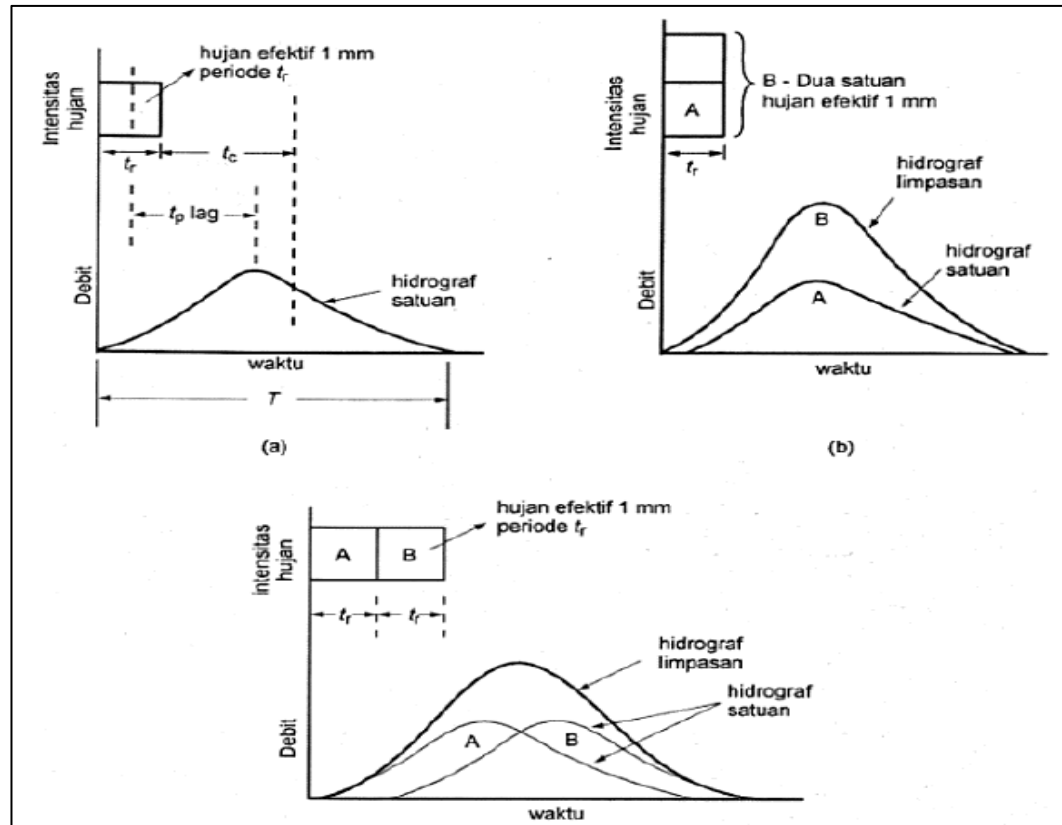 Intensitas
hujan
hujan efektif 1 mm
periode tr
tr
tc
tp lag
Debit
hidrograf
satuan
waktu
T
(a)
Intensitas
hujan
A
B - Dua satuan
hujan efektif 1 mm
tr
hidrograf
limpasan
B
hidrograf
satuan
A
Debit
waktu
(b)
intensitas
hujan
A B
hujan efektif 1 mm
periode tr
tr tr
hidrograf
limpasan
hidrograf
satuan
A B
Debit
waktu